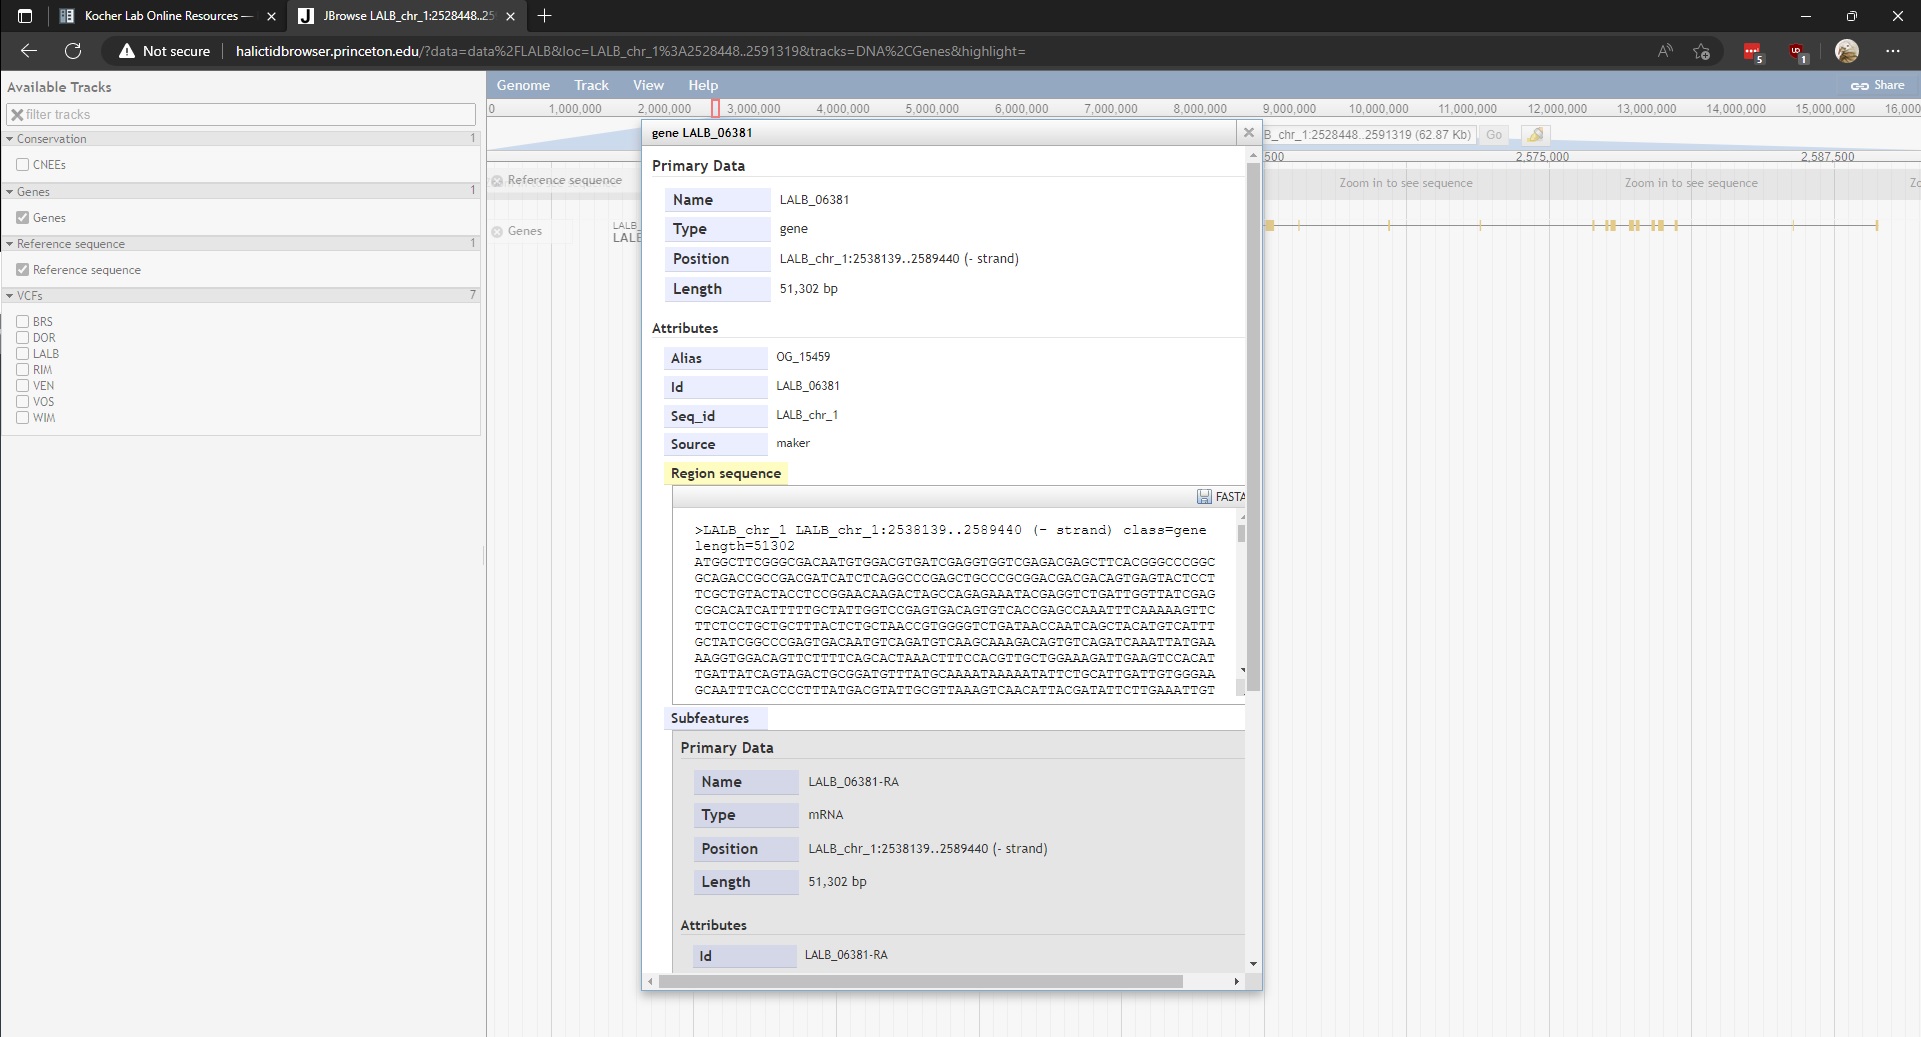 Kocher Lab Online Resources —
JBrowse LALB_chr_1:2528448..25
Not secure
halictidbrowser.princeton.edu/?data=data%2FLALB&loc=LALB_chr_1%3A2528448..2591319&tracks=DNA%2CGenes&highlight=
5
1
Available Tracks
filter tracks
Conservation 1
CNEEs
Genes 1
Genes
Reference sequence 1
Reference sequence
VCFs 7
BRS
DOR
LALB
RIM
VEN
VOS
WIM
Genome Track View Help
Share
0 1,000,000 2,000,000 3,000,000 4,000,000 5,000,000 6,000,000 7,000,000 8,000,000 9,000,000 10,000,000 11,000,000 12,000,000 13,000,000 14,000,000 15,000,000 16,00
B_chr_1:2528448..2591319 (62.87 Kb) Go
500 2,575,000 2,587,500
Reference sequence
Zoom in to see sequence Zoom in to see sequence Zo
Genes
LALB_
LALB
gene LALB_06381
Primary Data
Name LALB_06381
Type gene
Position LALB_chr_1:2538139..2589440 (- strand)
Length 51,302 bp
Attributes
Alias OG_15459
Id LALB_06381
Seq_id LALB_chr_1
Source maker
Region sequence
FASTA
>LALB_chr_1 LALB_chr_1:2538139..2589440 (- strand) class=gene
length=51302
ATGGCTTCGGGCGACAATGTGGACGTGATCGAGGTGGTCGAGACGAGCTTCACGGGCCCGGC
GCAGACCGCCGACGATCATCTCAGGCCCGAGCTGCCCGCGGACGACGACAGTGAGTACTCCT
TCGCTGTACTACCTCCGGAACAAGACTAGCCAGAGAAATACGAGGTCTGATTGGTTATCGAG
CGCACATCATTTTTGCTATTGGTCCGAGTGACAGTGTCACCGAGCCAAATTTCAAAAAGTTC
TTCTCCTGCTGCTTTACTCTGCTAACCGTGGGGTCTGATAACCAATCAGCTACATGTCATTT
GCTATCGGCCCGAGTGACAATGTCAGATGTCAAGCAAAGACAGTGTCAGATCAAATTATGAA
AAGGTGGACAGTTCTTTTCAGCACTAAACTTTCCACGTTGCTGGAAAGATTGAAGTCCACAT
TGATTATCAGTAGACTGCGGATGTTTATGCAAAATAAAAATATTCTGCATTGATTGTGGGAA
GCAATTTCACCCCTTTATGACGTATTGCGTTAAAGTCAACATTACGATATTCTTGAAATTGT
Subfeatures
Primary Data
Name LALB_06381-RA
Type mRNA
Position LALB_chr_1:2538139..2589440 (- strand)
Length 51,302 bp
Attributes
Id LALB_06381-RA